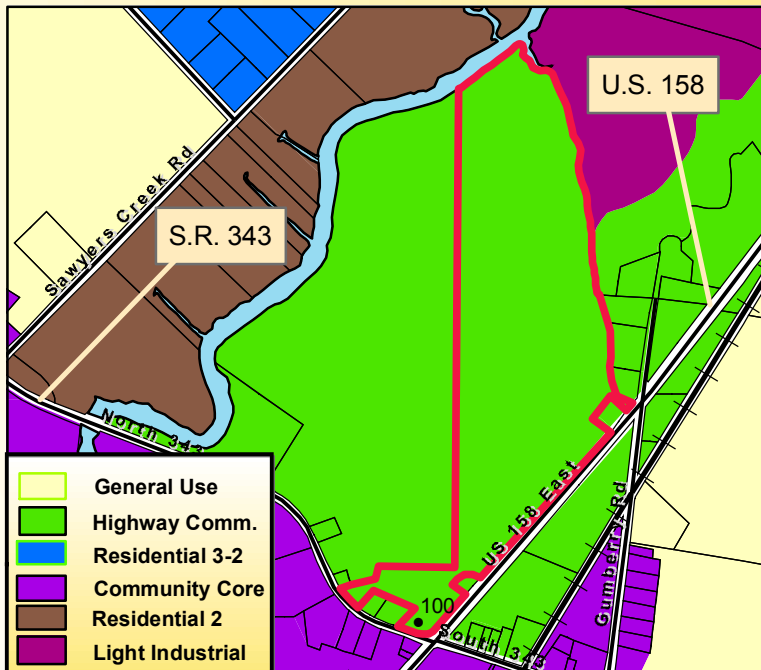 U.S. 158
Sawyers Creek Rd
S.R. 343
North 343
US 158 East
Gumberry Rd
100
South 343
General Use
Highway Comm.
Residential 3-2
Community Core
Residential 2
Light Industrial